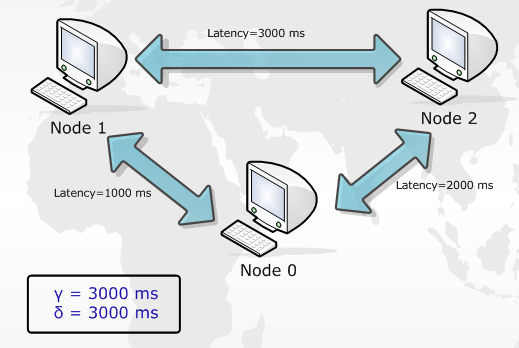 Latency=3000 ms
Node 1
Node 2
Latency=1000 ms
Latency=2000 ms
Node 0
γ = 3000 ms
δ = 3000 ms